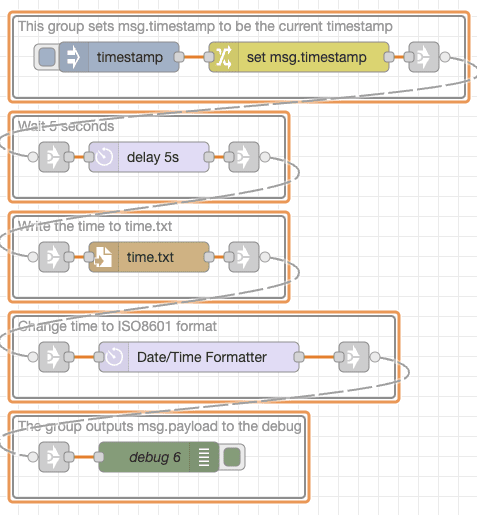 This group sets msg.timestamp to be the current timestamp
timestamp
set msg.timestamp
Wait 5 seconds
delay 5s
Write the time to time.txt
time.txt
Change time to ISO8601 format
Date/Time Formatter
The group outputs msg.payload to the debug
debug 6